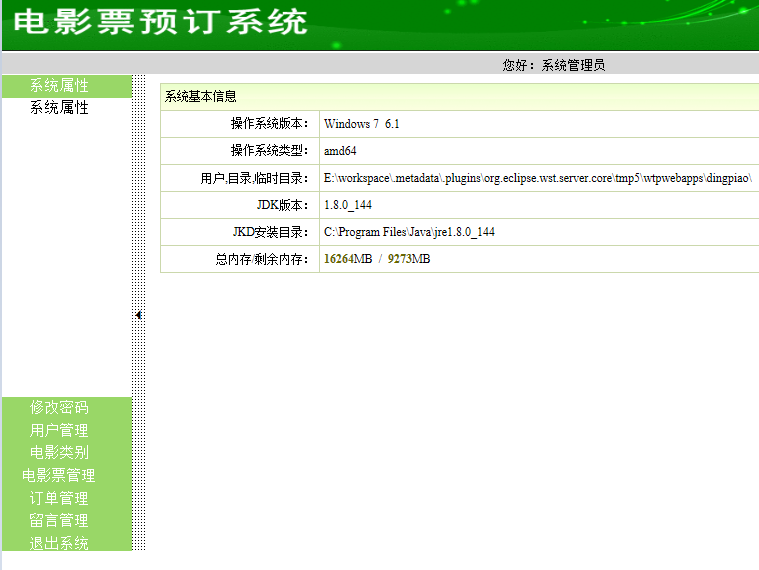 电影票预订系统
您好：系统管理员
系统属性
系统属性
系统基本信息
操作系统版本： Windows 7 6.1
操作系统类型： amd64
用户,目录,临时目录： E:\workspace\.metadata\.plugins\org.eclipse.wst.server.core\tmp5\wtpwebapps\dingpiao\
JDK版本： 1.8.0_144
JKD安装目录： C:\Program Files\Java\jre1.8.0_144
总内存/剩余内存： 16264MB / 9273MB
修改密码
用户管理
电影类别
电影票管理
订单管理
留言管理
退出系统